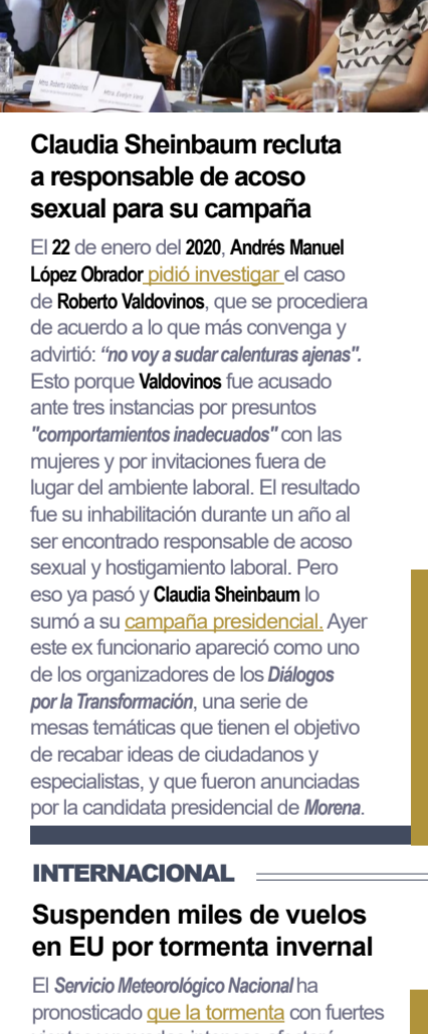 Mtro. Roberto Valdovinos
Mtra. Evelyn Vera
Claudia Sheinbaum recluta
a responsable de acoso
sexual para su campaña
El 22 de enero del 2020, Andrés Manuel
López Obrador pidió investigar el caso
de Roberto Valdovinos, que se procediera
de acuerdo a lo que más convenga y
advirtió: “no voy a sudar calenturas ajenas".
Esto porque Valdovinos fue acusado
ante tres instancias por presuntos
"comportamientos inadecuados" con las
mujeres y por invitaciones fuera de
lugar del ambiente laboral. El resultado
fue su inhabilitación durante un año al
ser encontrado responsable de acoso
sexual y hostigamiento laboral. Pero
eso ya pasó y Claudia Sheinbaum lo
sumó a su campaña presidencial. Ayer
este ex funcionario apareció como uno
de los organizadores de los Diálogos
por la Transformación, una serie de
mesas temáticas que tienen el objetivo
de recabar ideas de ciudadanos y
especialistas, y que fueron anunciadas
por la candidata presidencial de Morena.
INTERNACIONAL
Suspenden miles de vuelos
en EU por tormenta invernal
El Servicio Meteorológico Nacional ha
pronosticado que la tormenta con fuertes